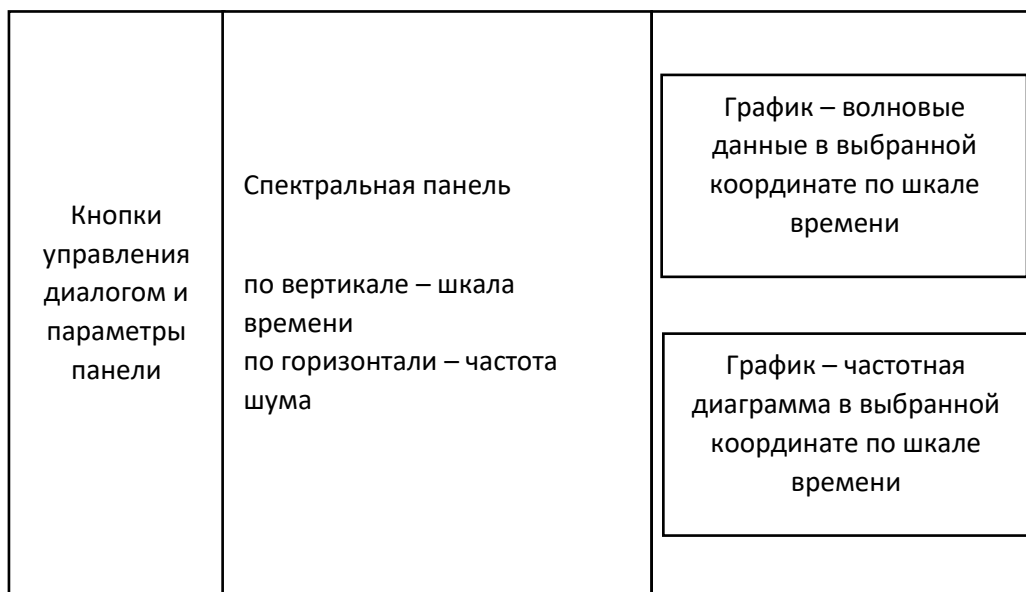 Кнопки
управления
диалогом и
параметры
панели
Спектральная панель
по вертикале – шкала
времени
по горизонтали – частота
шума
График – волновые
данные в выбранной
координате по шкале
времени
График – частотная
диаграмма в выбранной
координате по шкале
времени